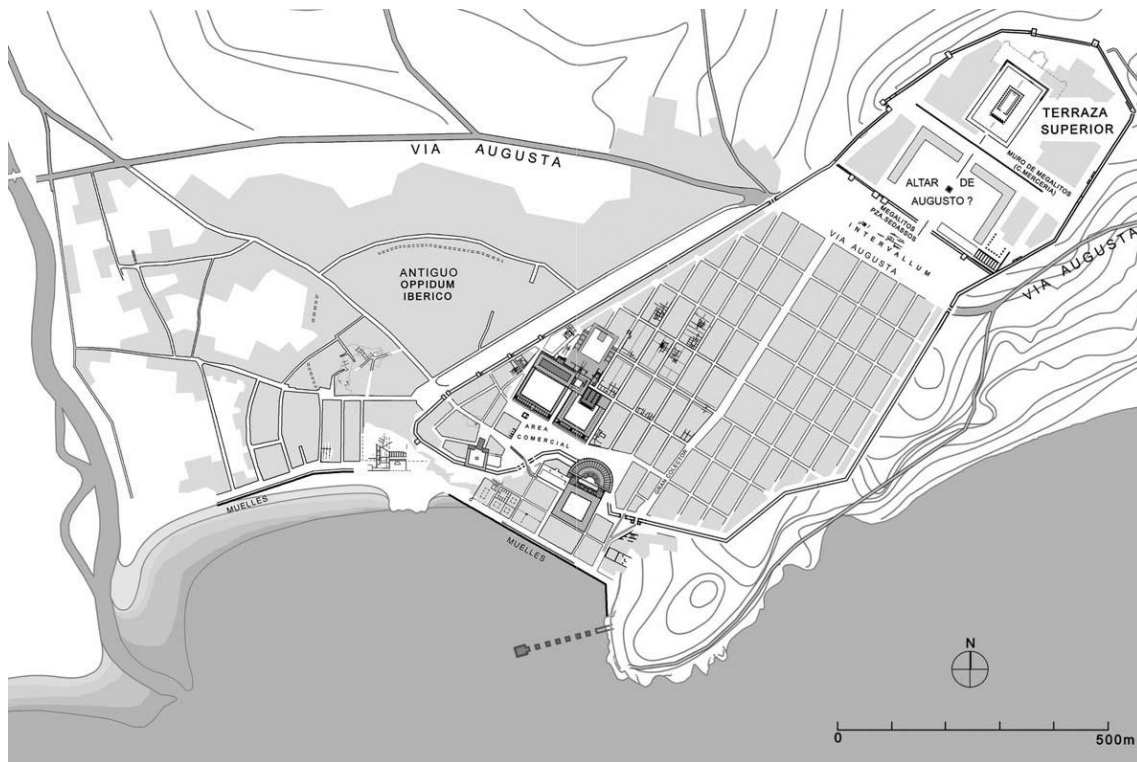 VIA AUGUSTA
TERRAZA
SUPERIOR
MURO DE MEGALITOS
(C.MERCERIA)
ALTAR DE
AUGUSTO ?
MEGALITOS
PZA.SEDASSOS
INTERVALLUM
VIA AUGUSTA
VIA AUGUSTA
ANTIGUO
OPPIDUM
IBERICO
AREA
COMERCIAL
GRAN COLECTOR
MUELLES
MUELLES
N
0 500m